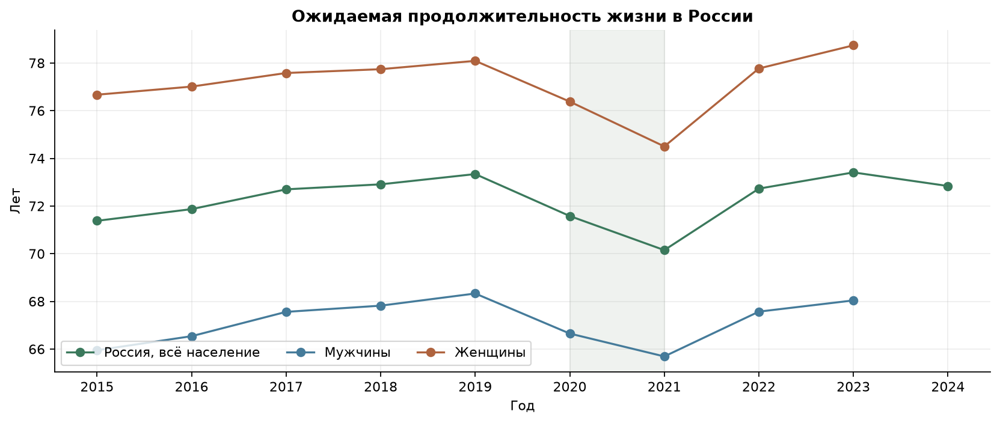 Ожидаемая продолжительность жизни в России
Лет
78
76
74
72
70
68
66
Россия, всё население Мужчины Женщины
2015 2016 2017 2018 2019 2020 2021 2022 2023 2024
Год